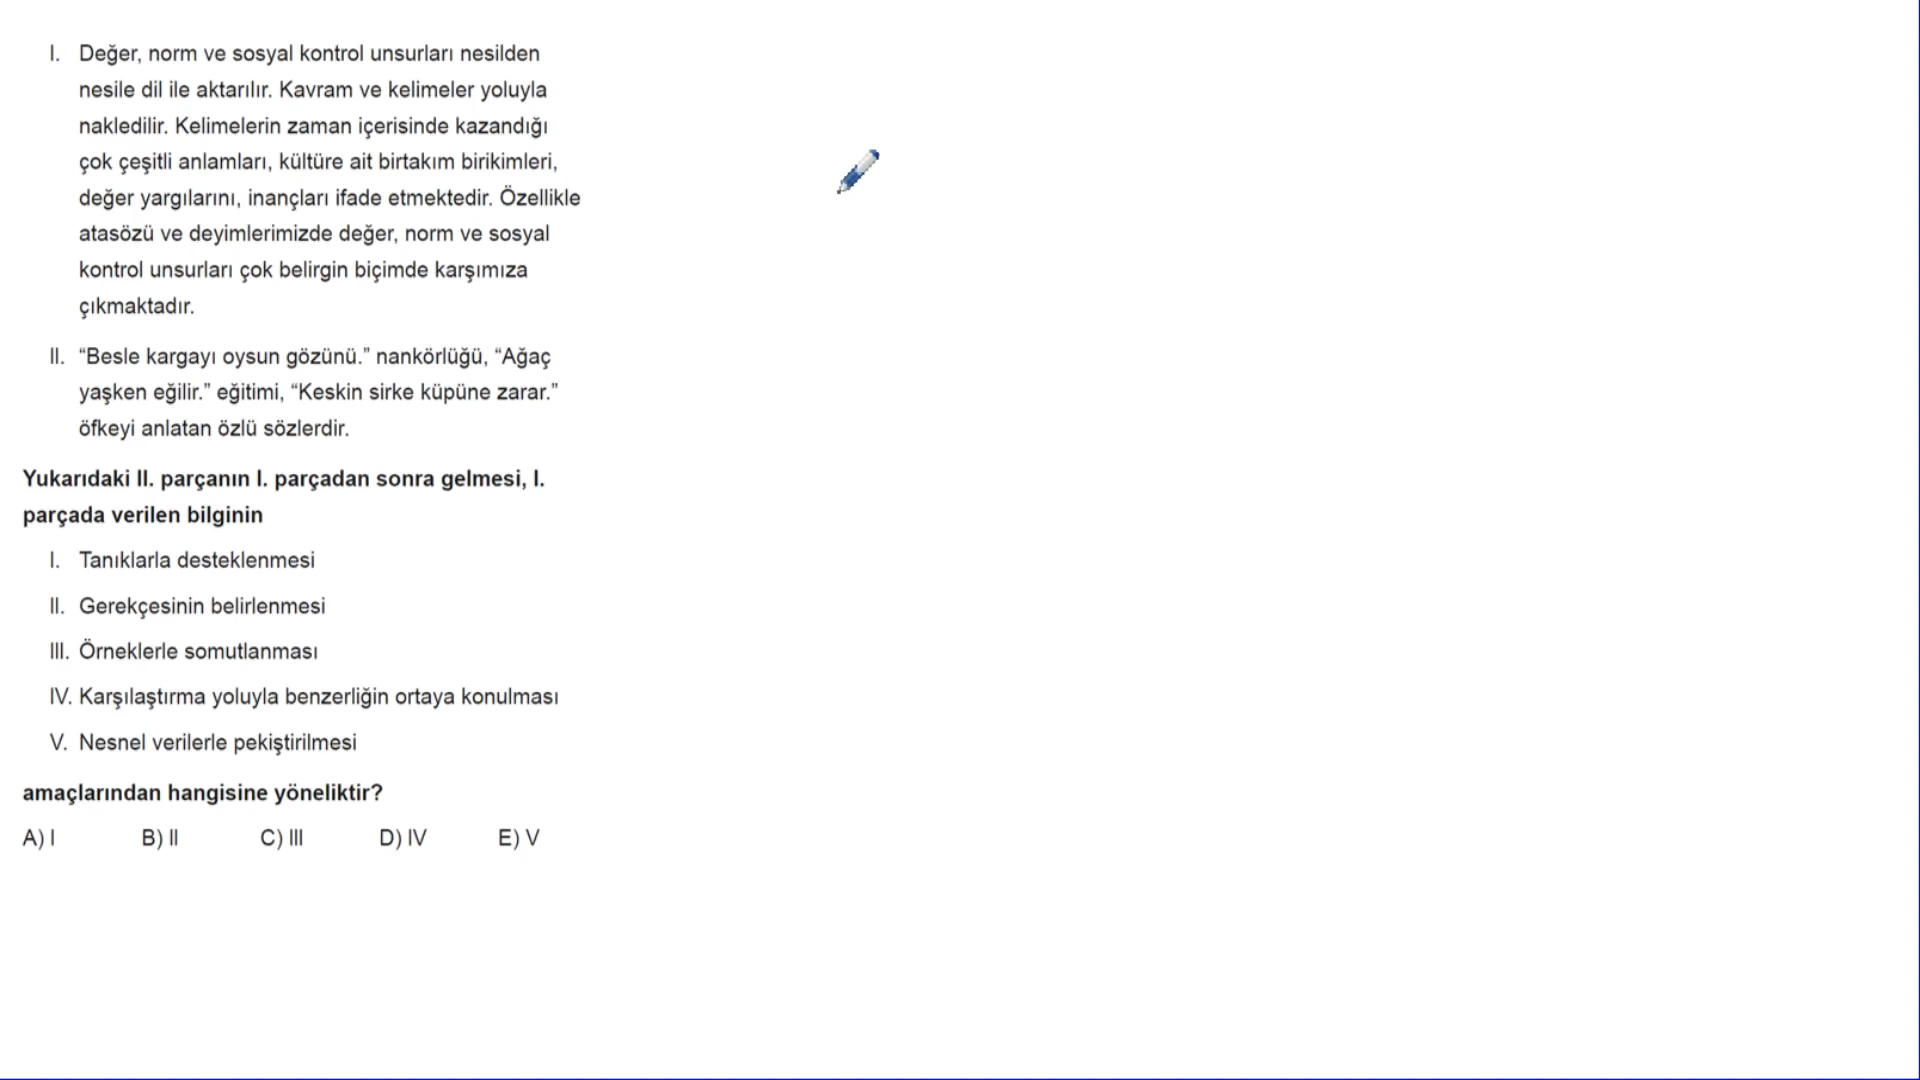 I. Değer, norm ve sosyal kontrol unsurları nesilden
nesile dil ile aktarılır. Kavram ve kelimeler yoluyla
nakledilir. Kelimelerin zaman içerisinde kazandığı
çok çeşitli anlamları, kültüre ait birtakım birikimleri,
değer yargılarını, inançları ifade etmektedir. Özellikle
atasözü ve deyimlerimizde değer, norm ve sosyal
kontrol unsurları çok belirgin biçimde karşımıza
çıkmaktadır.
II. “Besle kargayı oysun gözünü.” nankörlüğü, “Ağaç
yaşken eğilir.” eğitimi, “Keskin sirke küpüne zarar.”
öfkeyi anlatan özlü sözlerdir.
Yukarıdaki II. parçanın I. parçadan sonra gelmesi, I.
parçada verilen bilginin
I. Tanıklarla desteklenmesi
II. Gerekçesinin belirlenmesi
III. Örneklerle somutlanması
IV. Karşılaştırma yoluyla benzerliğin ortaya konulması
V. Nesnel verilerle pekiştirilmesi
amaçlarından hangisine yöneliktir?
A) I B) II C) III D) IV E) V